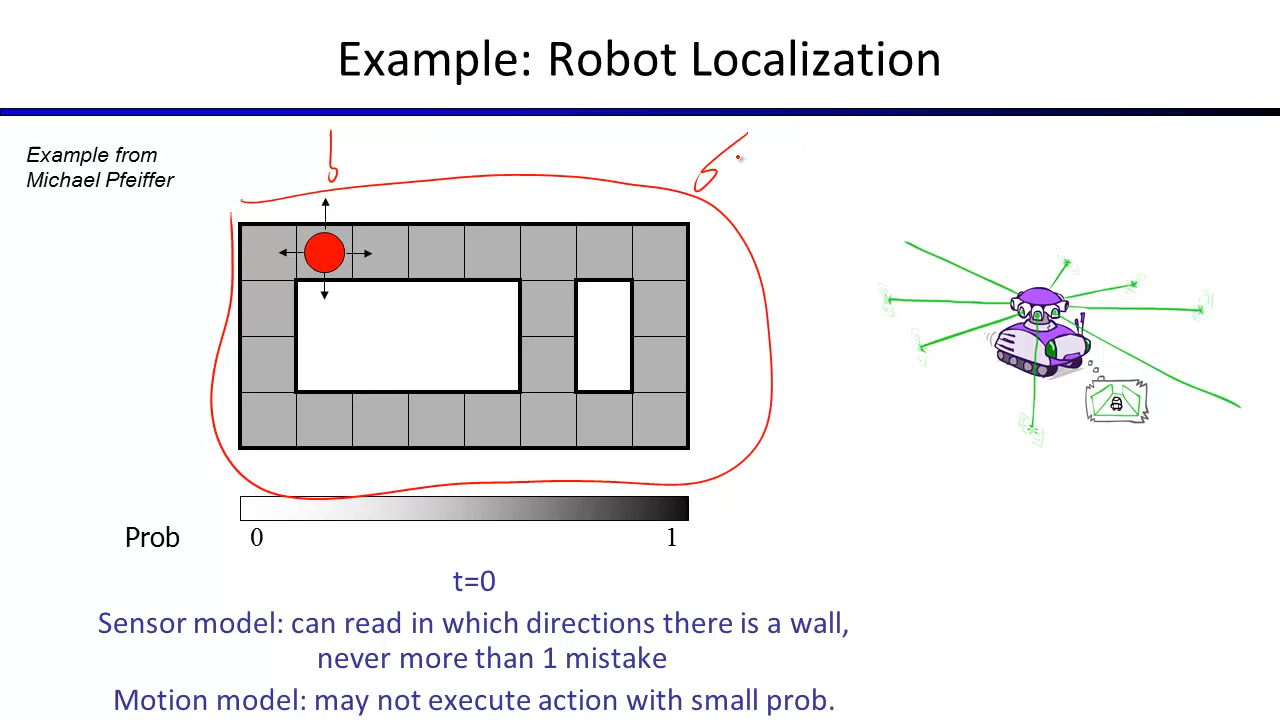 Example: Robot Localization
Example from
Michael Pfeiffer
Prob
0
1
t=0
Sensor model: can read in which directions there is a wall,
never more than 1 mistake
Motion model: may not execute action with small prob.